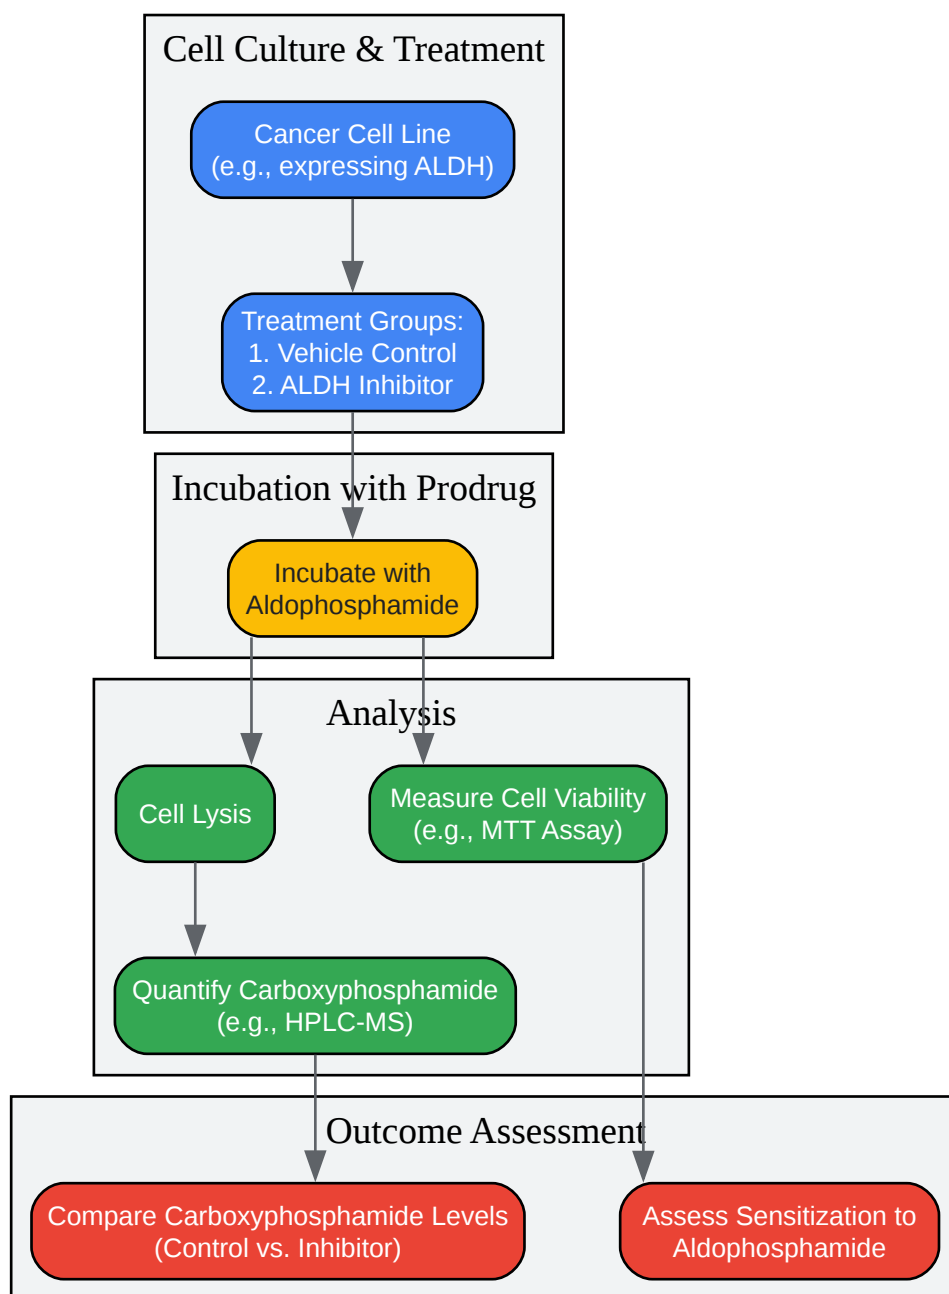 Cell Culture & Treatment
Cancer Cell Line
(e.g., expressing ALDH)
Treatment Groups:
1. Vehicle Control
2. ALDH Inhibitor
Incubation with Prodrug
Incubate with
Aldophosphamide
Analysis
Cell Lysis
Measure Cell Viability
(e.g., MTT Assay)
Quantify Carboxyphosphamide
(e.g., HPLC-MS)
Outcome Assessment
Compare Carboxyphosphamide Levels
(Control vs. Inhibitor)
Assess Sensitization to
Aldophosphamide